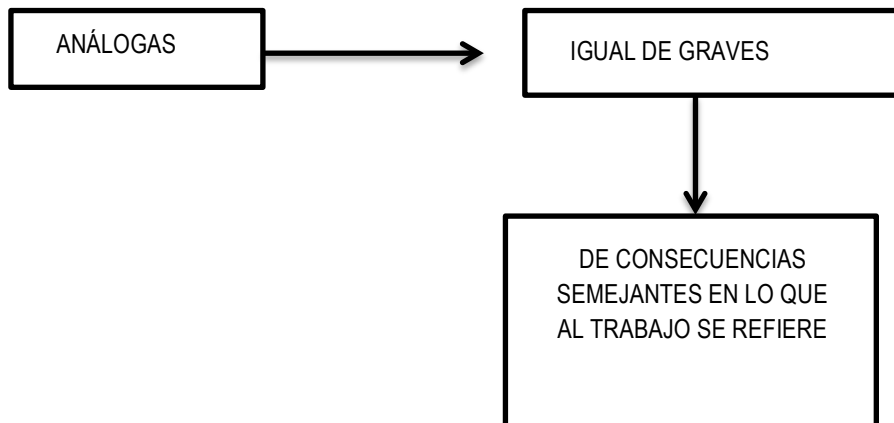 ANÁLOGAS
IGUAL DE GRAVES
DE CONSECUENCIAS
SEMEJANTES EN LO QUE
AL TRABAJO SE REFIERE